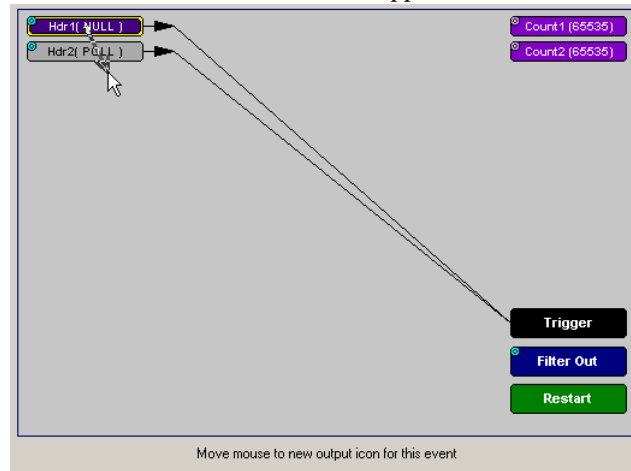 Hdr1( NULL )
Count1 (65535)
Hdr2( POLL )
Count2 (65535)
Trigger
Filter Out
Restart
Move mouse to new output icon for this event